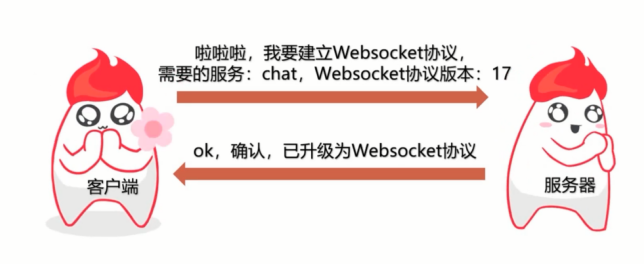 啦啦啦，我要建立Websocket协议，
需要的服务：chat，Websocket协议版本：17
ok，确认，已升级为Websocket协议
客户端
服务器